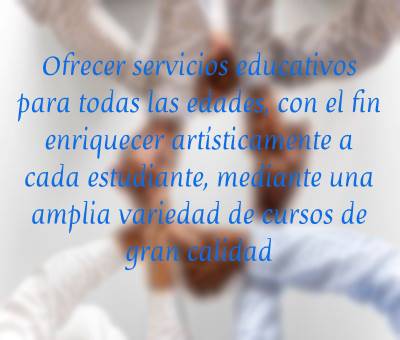 Ofrecer servicios educativos
para todas las edades, con el fin
enriquecer artísticamente a
cada estudiante, mediante una
amplia variedad de cursos de
gran calidad